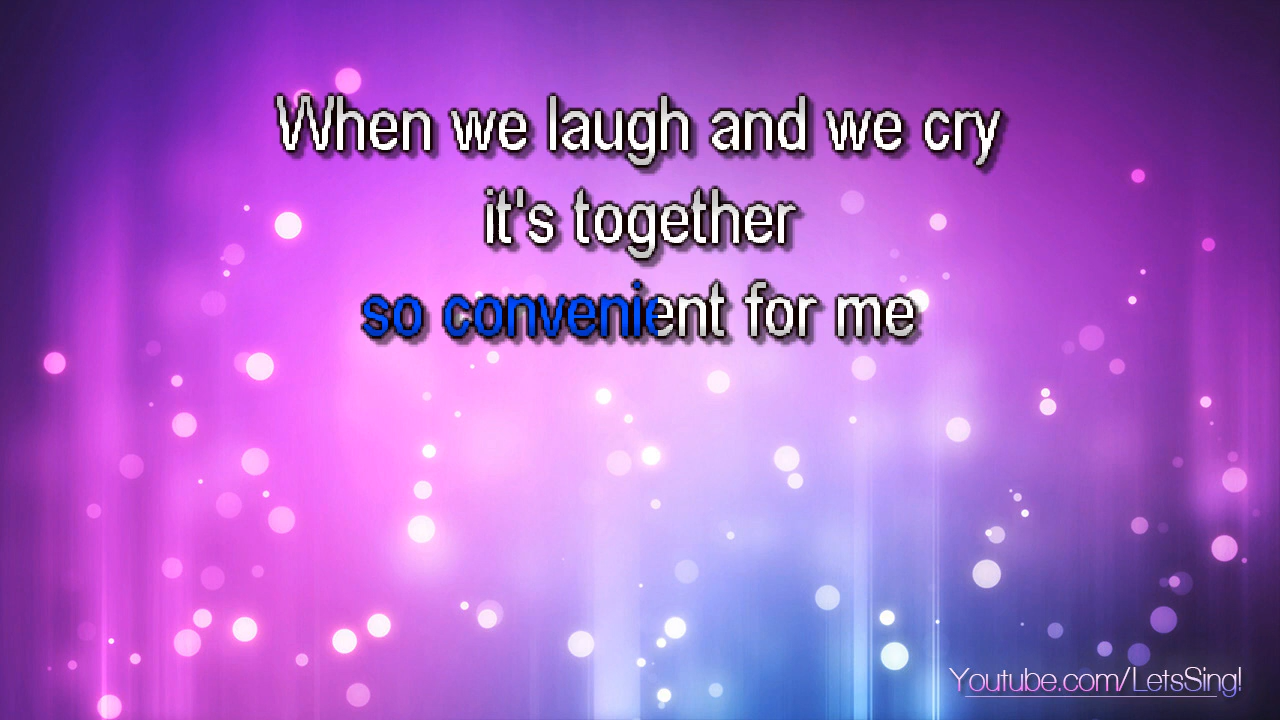 When we laugh and we cry
it's together
so convenient for me
Youtube.com/LetsSing!